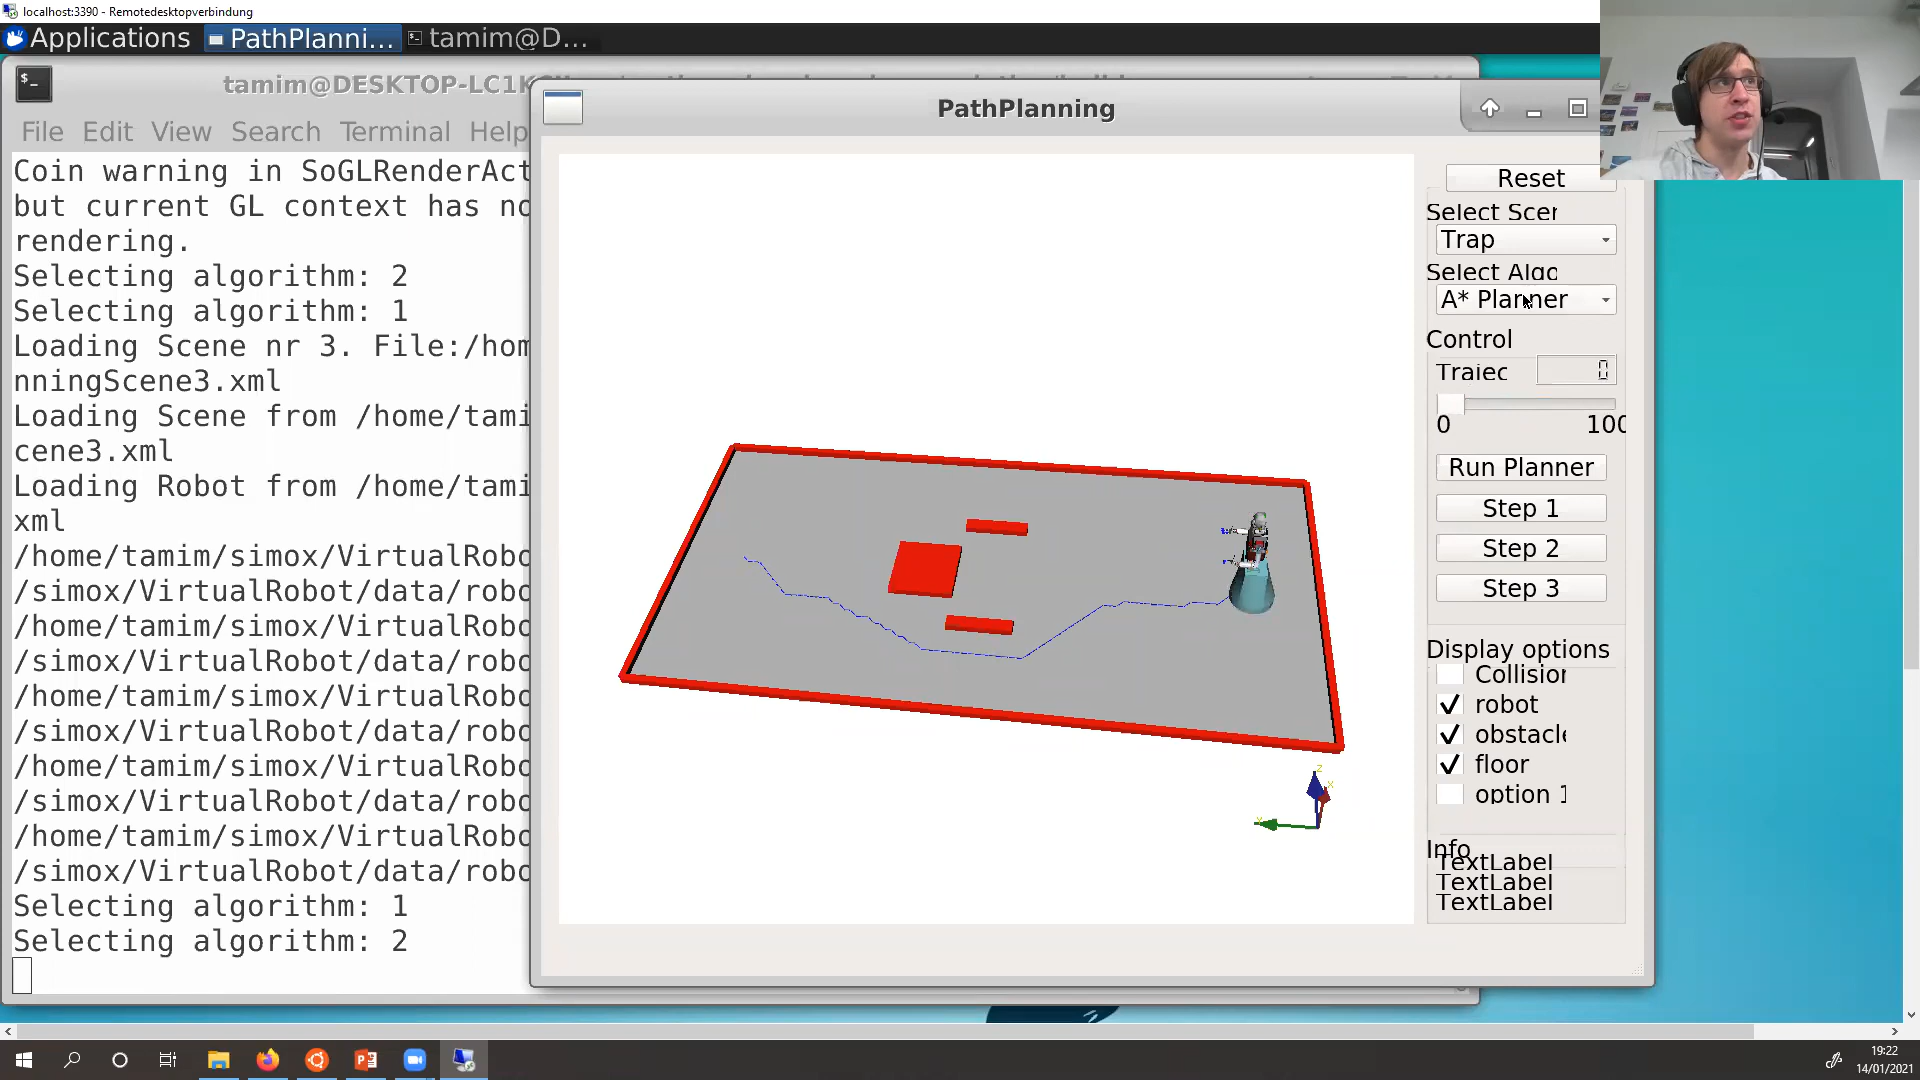 localhost:3390 - Remotedesktopverbindung
Applications
PathPlanni...
tamim@D...
tamim@DESKTOP-LC1K
File Edit View Search Terminal Help
Coin warning in SoGLRenderAct
but current GL context has no
rendering.
Selecting algorithm: 2
Selecting algorithm: 1
Loading Scene nr 3. File:/hom
nningScene3.xml
Loading Scene from /home/tami
cene3.xml
Loading Robot from /home/tami
xml
/home/tamim/simox/VirtualRobo
/simox/VirtualRobot/data/robo
/home/tamim/simox/VirtualRobo
/simox/VirtualRobot/data/robo
/home/tamim/simox/VirtualRobo
/simox/VirtualRobot/data/robo
/home/tamim/simox/VirtualRobo
/simox/VirtualRobot/data/robo
/home/tamim/simox/VirtualRobo
/simox/VirtualRobot/data/robo
Selecting algorithm: 1
Selecting algorithm: 2
PathPlanning
Reset
Select Scer
Trap
Select Algo
A* Planner
Control
Trajec
0
0 100
Run Planner
Step 1
Step 2
Step 3
Display options
Collision
robot
obstacle
floor
option 1
Info
TextLabel
TextLabel
TextLabel
z
x
19:22
14/01/2021